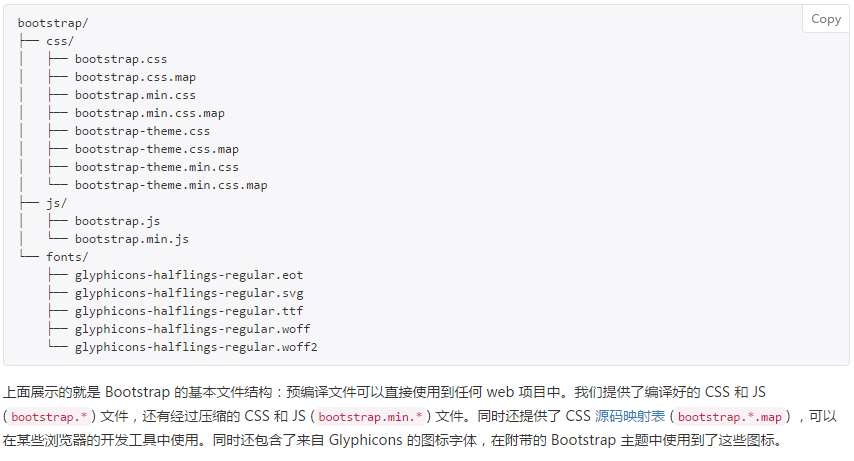 bootstrap/
Copy
├── css/
│   ├── bootstrap.css
│   ├── bootstrap.css.map
│   ├── bootstrap.min.css
│   ├── bootstrap.min.css.map
│   ├── bootstrap-theme.css
│   ├── bootstrap-theme.css.map
│   ├── bootstrap-theme.min.css
│   └── bootstrap-theme.min.css.map
├── js/
│   ├── bootstrap.js
│   └── bootstrap.min.js
└── fonts/
    ├── glyphicons-halflings-regular.eot
    ├── glyphicons-halflings-regular.svg
    ├── glyphicons-halflings-regular.ttf
    ├── glyphicons-halflings-regular.woff
    └── glyphicons-halflings-regular.woff2
上面展示的就是 Bootstrap 的基本文件结构：预编译文件可以直接使用到任何 web 项目中。我们提供了编译好的 CSS 和 JS
(bootstrap.*) 文件，还有经过压缩的 CSS 和 JS (bootstrap.min.*) 文件。同时还提供了 CSS 源码映射表 (bootstrap.*.map) ，可以
在某些浏览器的开发工具中使用。同时还包含了来自 Glyphicons 的图标字体，在附带的 Bootstrap 主题中使用到了这些图标。